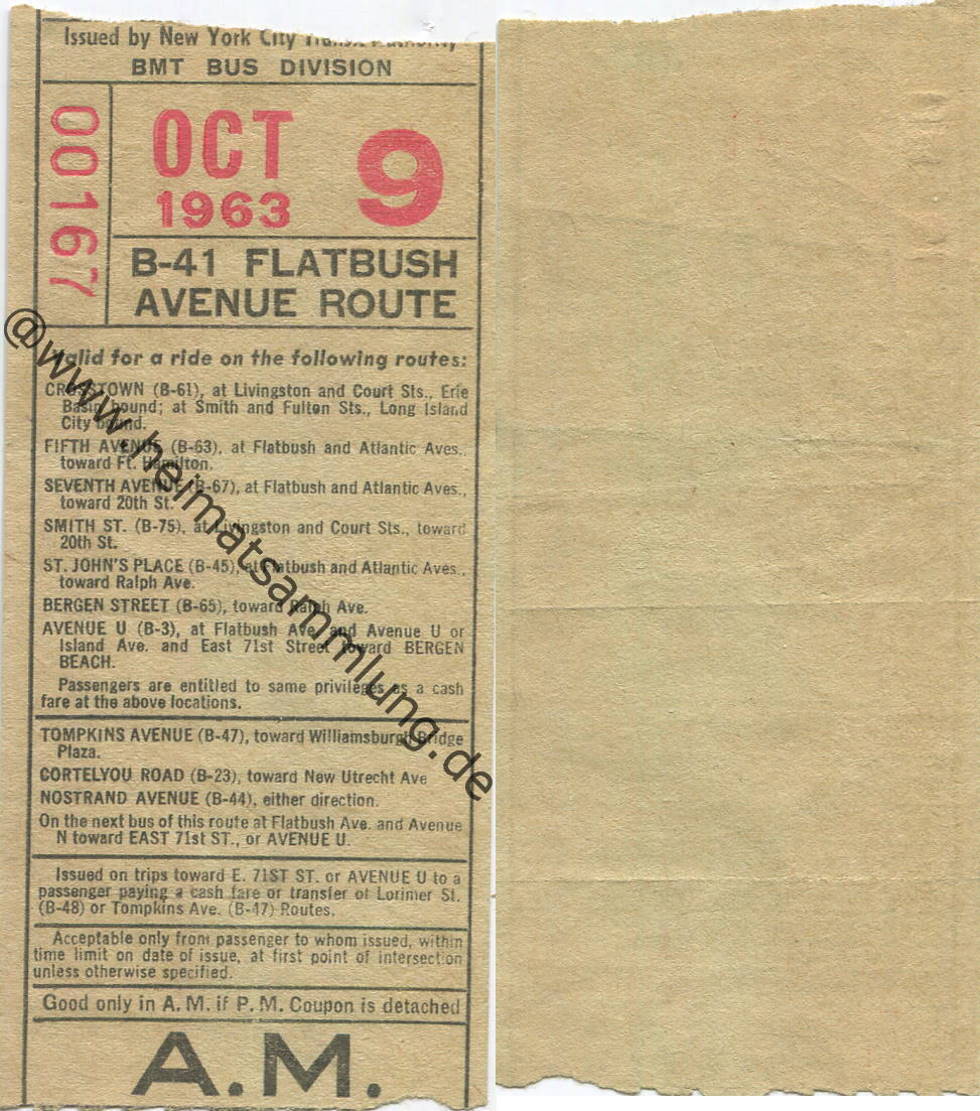 Issued by New York City Transit Authority
BMT BUS DIVISION
00167
OCT 9
1963
B-41 FLATBUSH
AVENUE ROUTE
Valid for a ride on the following routes:
CROSSTOWN (B-61), at Livingston and Court Sts., Erie
Basin bound; at Smith and Fulton Sts., Long Island
City bound.
FIFTH AVENUE (B-63), at Flatbush and Atlantic Aves.,
toward Ft. Hamilton.
SEVENTH AVENUE (B-67), at Flatbush and Atlantic Aves.,
toward 20th St.
SMITH ST. (B-75), at Livingston and Court Sts., toward
20th St.
ST. JOHN'S PLACE (B-45), at Flatbush and Atlantic Aves.,
toward Ralph Ave.
BERGEN STREET (B-65), toward Ralph Ave.
AVENUE U (B-3), at Flatbush Ave. and Avenue U or
Island Ave. and East 71st Street toward BERGEN
BEACH.
Passengers are entitled to same privileges as a cash
fare at the above locations.
TOMPKINS AVENUE (B-47), toward Williamsburgh Bridge
Plaza.
CORTELYOU ROAD (B-23), toward New Utrecht Ave
NOSTRAND AVENUE (B-44), either direction.
On the next bus of this route at Flatbush Ave. and Avenue
N toward EAST 71st ST., or AVENUE U.
Issued on trips toward E. 71ST ST. or AVENUE U to a
passenger paying a cash fare or transfer of Lorimer St.
(B-48) or Tompkins Ave. (B-47) Routes.
Acceptable only from passenger to whom issued, within
time limit on date of issue, at first point of intersection
unless otherwise specified.
Good only in A.M. if P.M. Coupon is detached
A.M.
@www.heimatsammlung.de